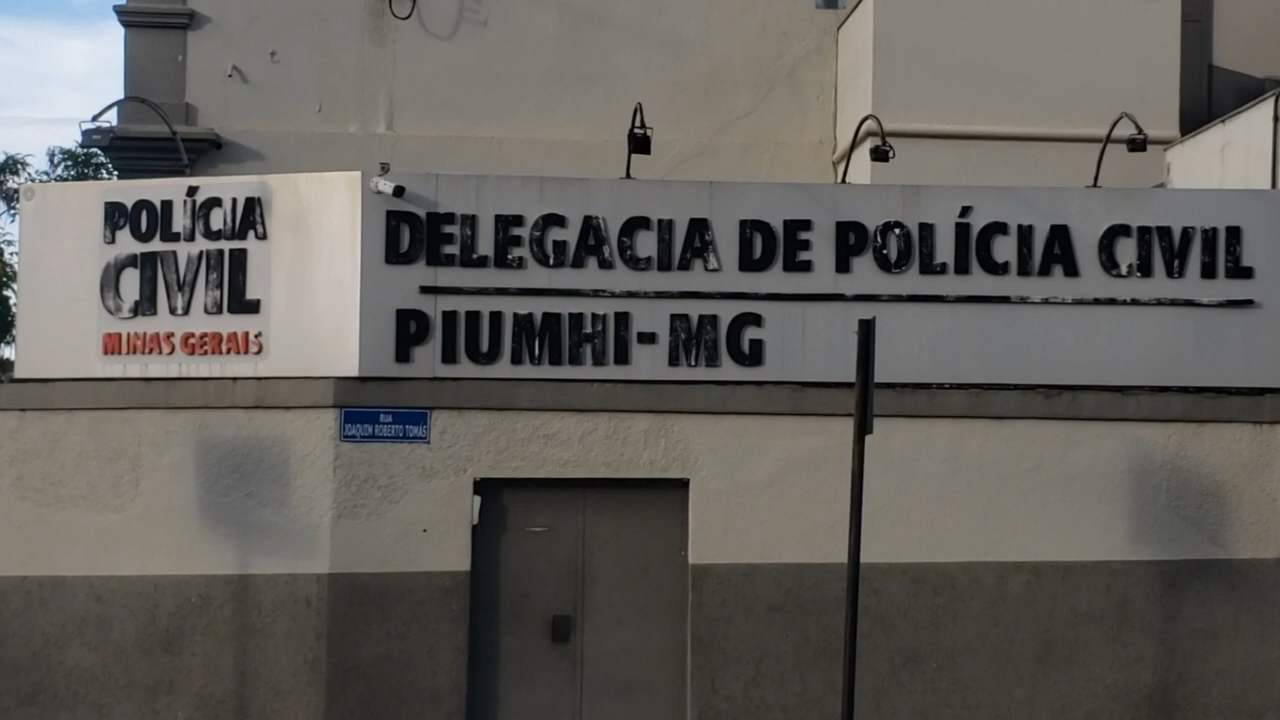 POLÍCIA
CIVIL
MINAS GERAIS
DELEGACIA DE POLÍCIA CIVIL
PIUMHI-MG
RUA
JOAQUIM ROBERTO TOMÁS